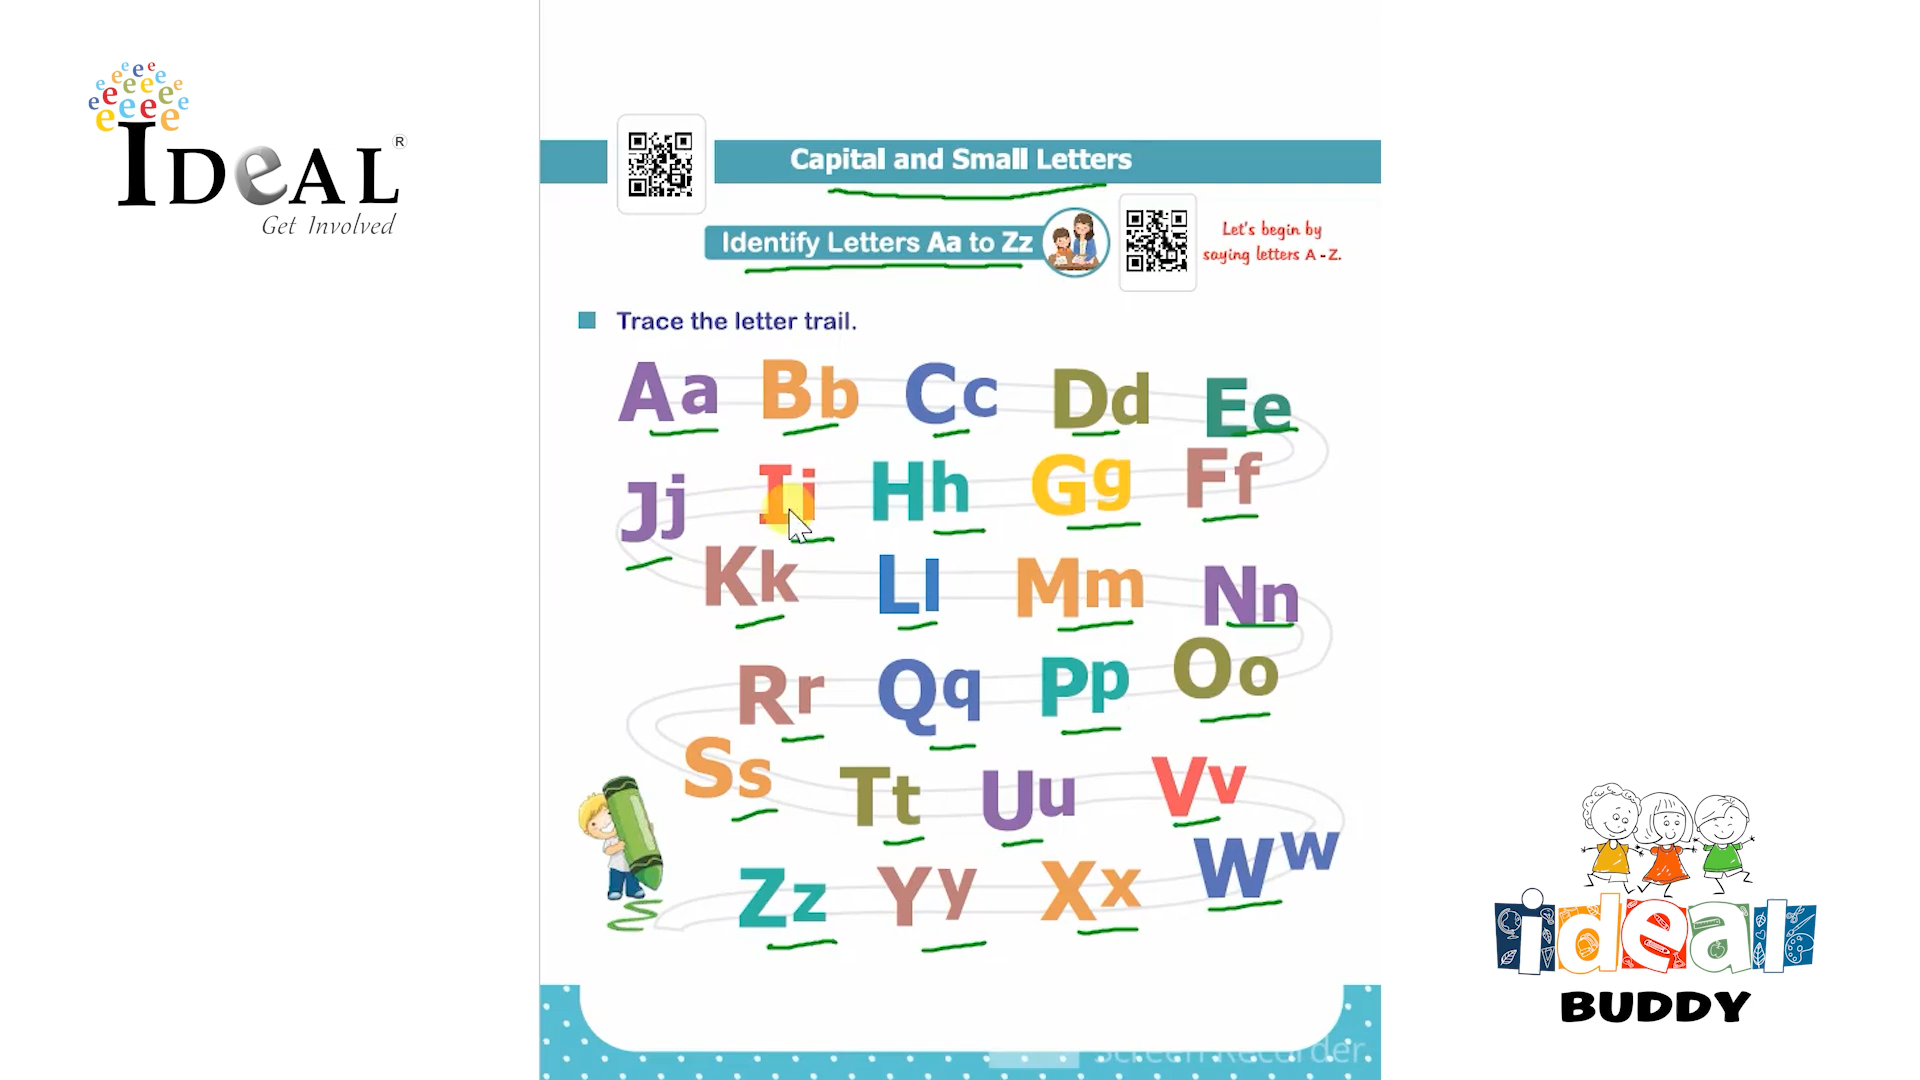 IDeAL ®
Get Involved
Capital and Small Letters
Identify Letters Aa to Zz
Let's begin by
saying letters A - Z.
Trace the letter trail.
Aa Bb Cc Dd Ee
Jj Ii Hh Gg Ff
Kk Ll Mm Nn
Rr Qq Pp Oo
Ss Tt Uu Vv
Zz Yy Xx Ww
ideal
BUDDY
Screen Recorder